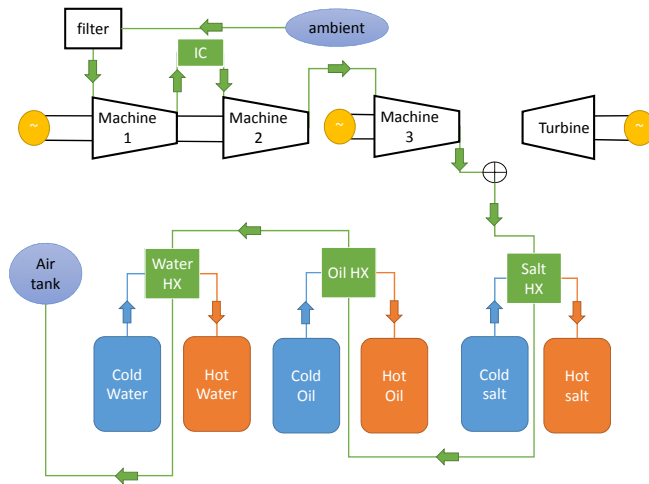 filter
ambient
IC
~
Machine
1
Machine
2
~
Machine
3
Turbine
~
Air
tank
Water
HX
Oil HX
Salt
HX
Cold
Water
Hot
Water
Cold
Oil
Hot
Oil
Cold
salt
Hot
salt